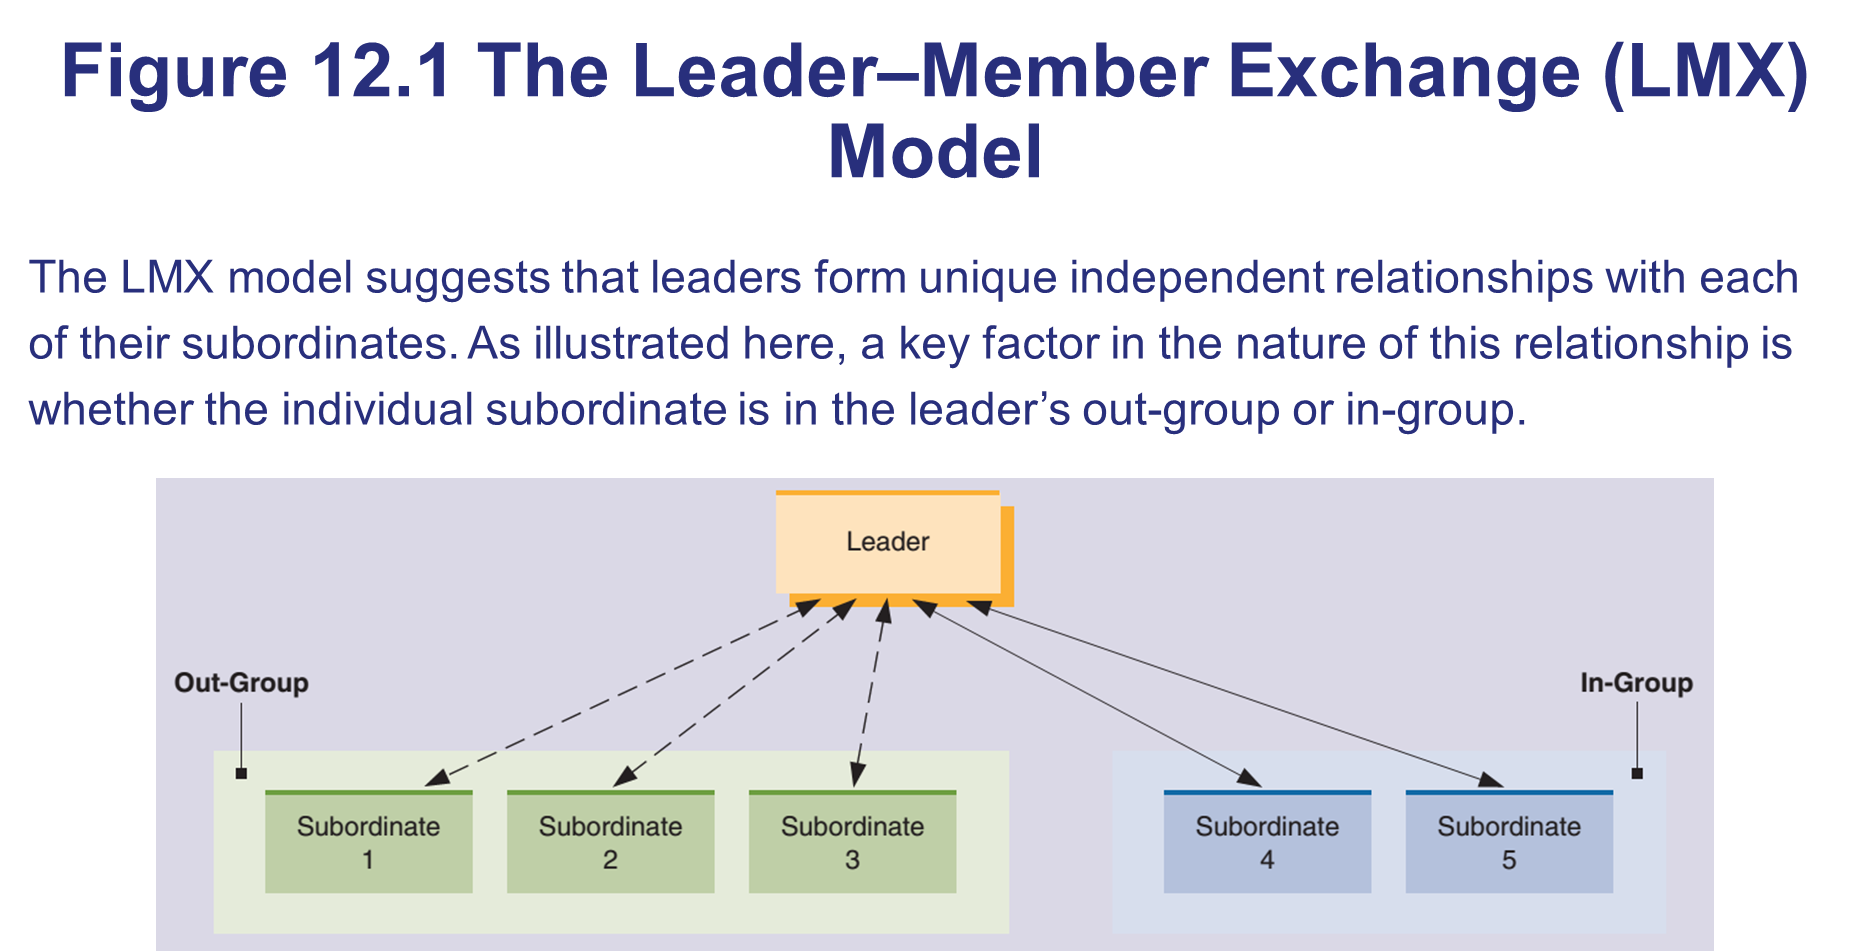 Figure 12.1 The Leader–Member Exchange (LMX)
Model
The LMX model suggests that leaders form unique independent relationships with each
of their subordinates. As illustrated here, a key factor in the nature of this relationship is
whether the individual subordinate is in the leader’s out-group or in-group.
Leader
Out-Group
In-Group
Subordinate
1
Subordinate
2
Subordinate
3
Subordinate
4
Subordinate
5